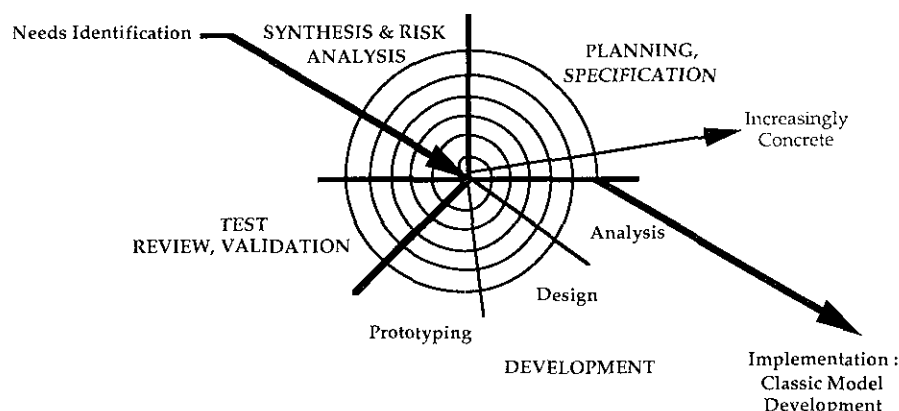 Needs Identification
SYNTHESIS & RISK
ANALYSIS
PLANNING,
SPECIFICATION
Increasingly
Concrete
TEST
REVIEW, VALIDATION
Analysis
Design
Prototyping
DEVELOPMENT
Implementation :
Classic Model
Development